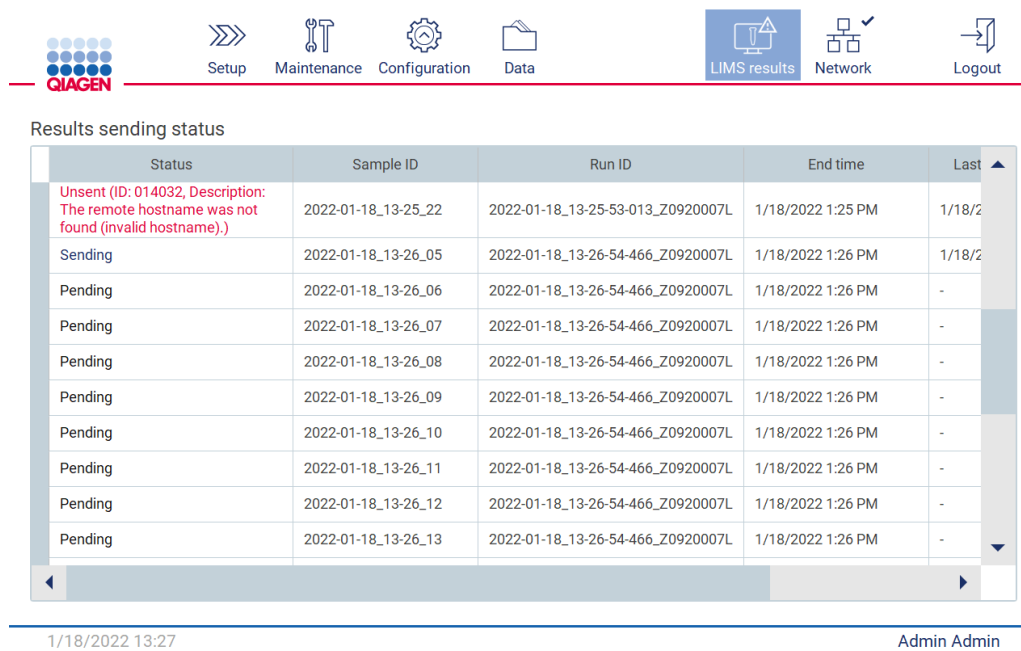 QIAGEN
Setup
Maintenance
Configuration
Data
LIMS results
Network
Logout
Results sending status
Status Sample ID Run ID End time Last
Unsent (ID: 014032, Description:
The remote hostname was not
found (invalid hostname).) 2022-01-18_13-25_22 2022-01-18_13-25-53-013_Z0920007L 1/18/2022 1:25 PM 1/18/2
Sending 2022-01-18_13-26_05 2022-01-18_13-26-54-466_Z0920007L 1/18/2022 1:26 PM 1/18/2
Pending 2022-01-18_13-26_06 2022-01-18_13-26-54-466_Z0920007L 1/18/2022 1:26 PM -
Pending 2022-01-18_13-26_07 2022-01-18_13-26-54-466_Z0920007L 1/18/2022 1:26 PM -
Pending 2022-01-18_13-26_08 2022-01-18_13-26-54-466_Z0920007L 1/18/2022 1:26 PM -
Pending 2022-01-18_13-26_09 2022-01-18_13-26-54-466_Z0920007L 1/18/2022 1:26 PM -
Pending 2022-01-18_13-26_10 2022-01-18_13-26-54-466_Z0920007L 1/18/2022 1:26 PM -
Pending 2022-01-18_13-26_11 2022-01-18_13-26-54-466_Z0920007L 1/18/2022 1:26 PM -
Pending 2022-01-18_13-26_12 2022-01-18_13-26-54-466_Z0920007L 1/18/2022 1:26 PM -
Pending 2022-01-18_13-26_13 2022-01-18_13-26-54-466_Z0920007L 1/18/2022 1:26 PM -
1/18/2022 13:27
Admin Admin